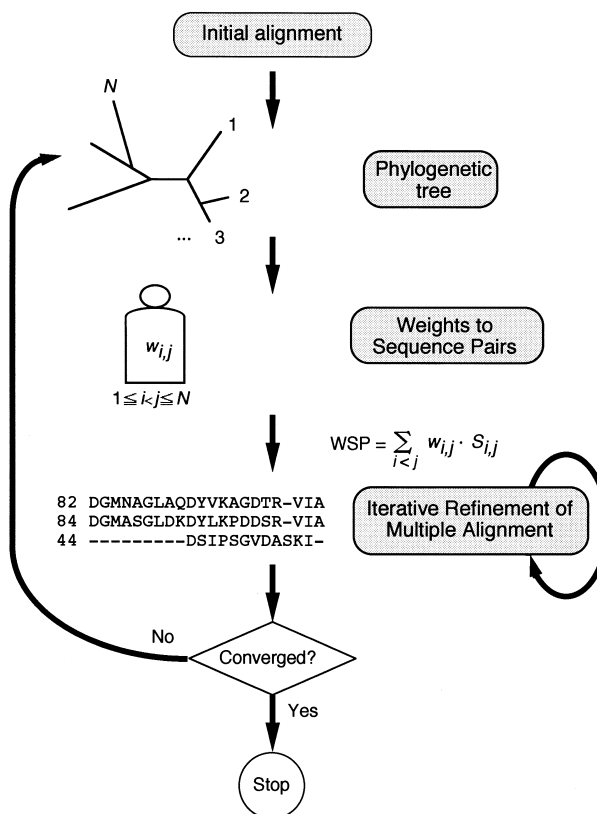 Initial alignment
N
1
2
3
...
Phylogenetic
tree
w_{i,j}
1≦i<j≦N
Weights to
Sequence Pairs
WSP = ∑_{i < j} w_{i,j} · S_{i,j}
82 DGMNAGLAQDYVKAGDTR-VIA
84 DGMASGLDKDYLKPDDSR-VIA
44 ---------DSIPSGVDASKI-
Iterative Refinement of
Multiple Alignment
No
Converged?
Yes
Stop